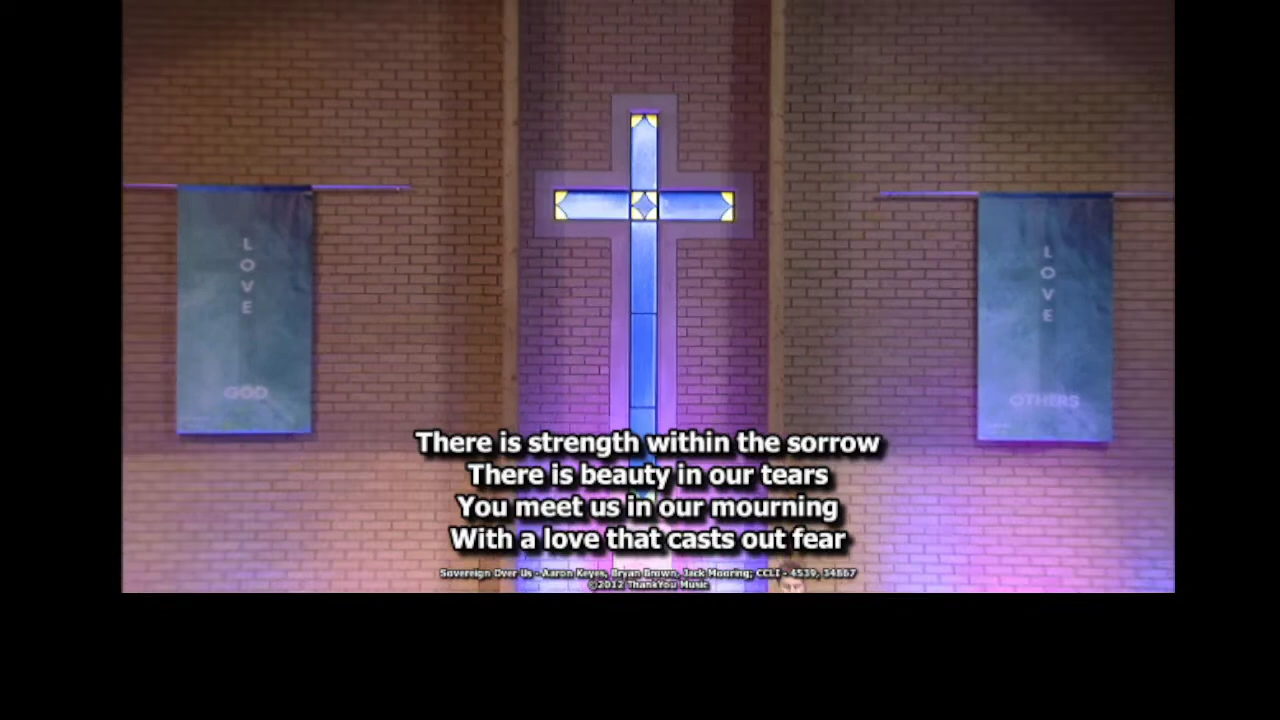 L
O
V
E
GOD
L
O
V
E
OTHERS
There is strength within the sorrow
There is beauty in our tears
You meet us in our mourning
With a love that casts out fear
Sovereign Over Us - Aaron Keyes, Bryan Brown, Jack Mooring; CCLI - 4539, 34867
©2012 ThankYou Music